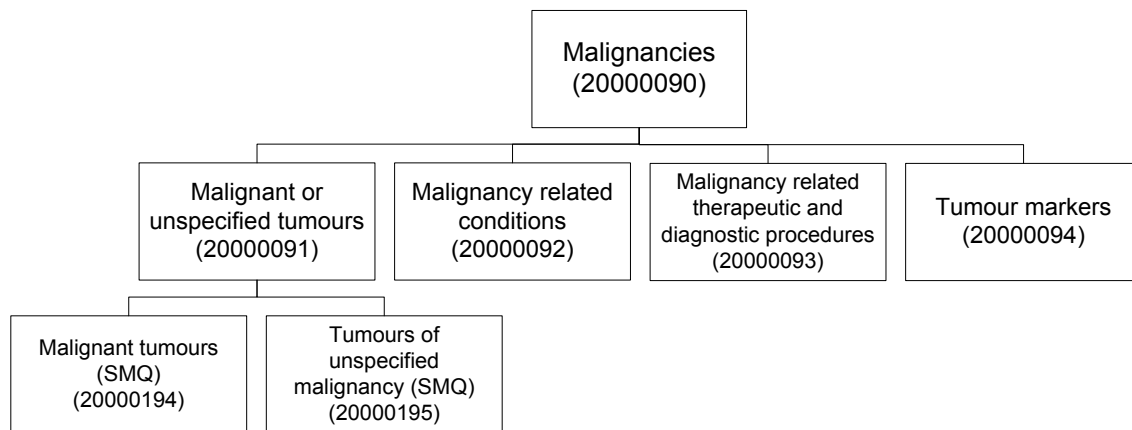 Malignancies
(20000090)
Malignant or
unspecified tumours
(20000091)
Malignancy related
conditions
(20000092)
Malignancy related
therapeutic and
diagnostic procedures
(20000093)
Tumour markers
(20000094)
Malignant tumours
(SMQ)
(20000194)
Tumours of
unspecified
malignancy (SMQ)
(20000195)